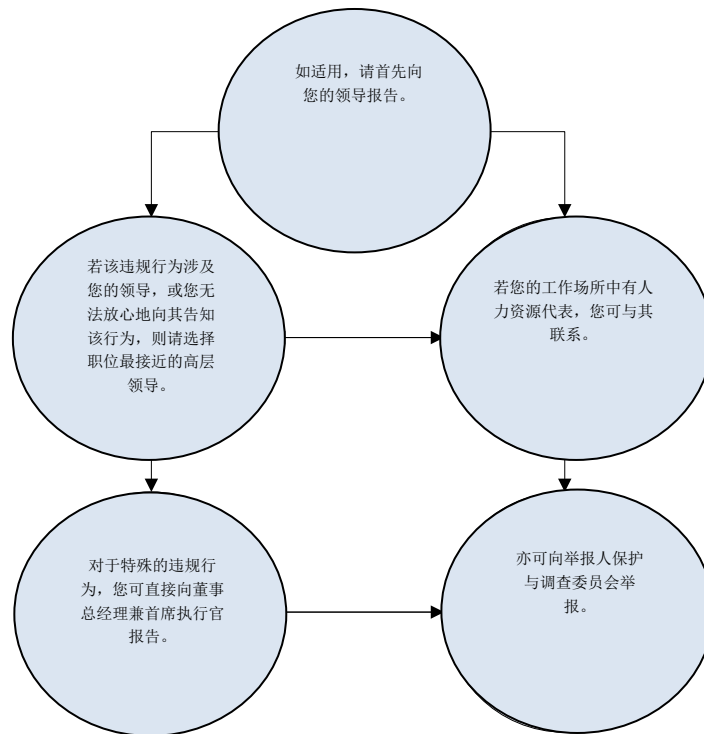 如适用，请首先向
您的领导报告。
若该违规行为涉及
您的领导，或您无
法放心地向其告知
该行为，则请选择
职位最接近的高层
领导。
若您的工作场所中有人
力资源代表，您可与其
联系。
对于特殊的违规行
为，您可直接向董事
总经理兼首席执行官
报告。
亦可向举报人保护
与调查委员会举
报。